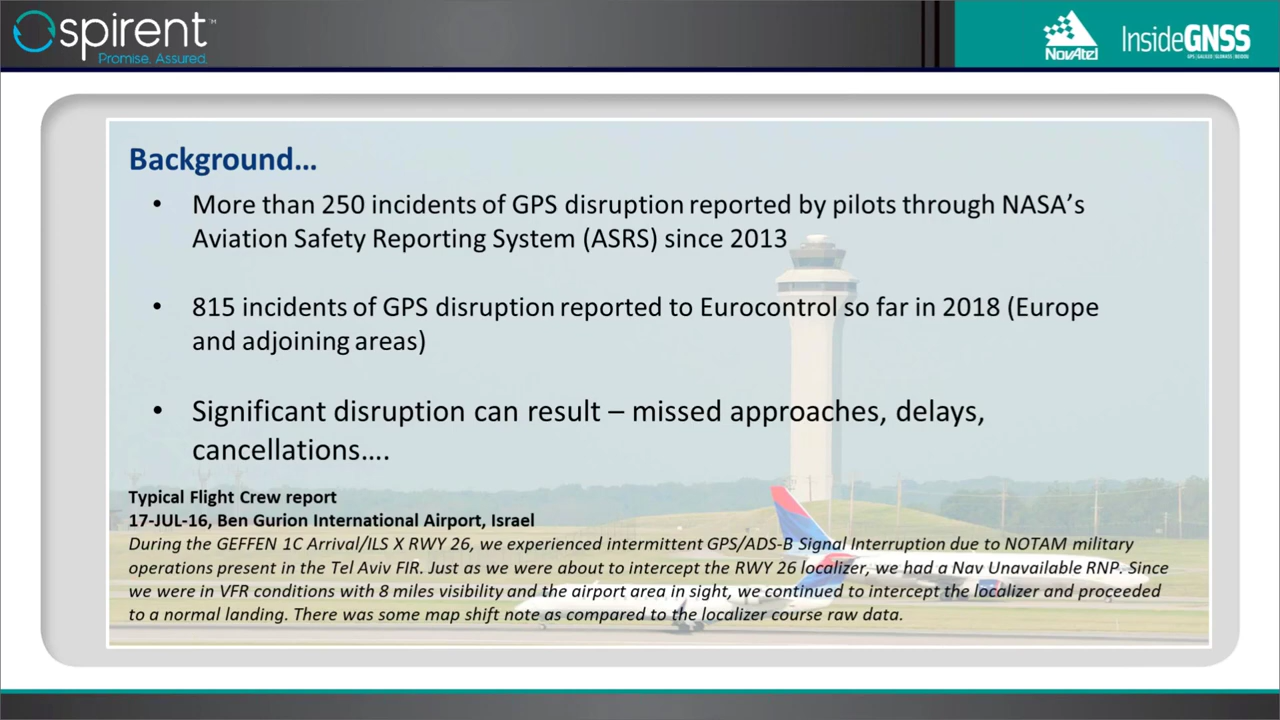 spirent™
Promise. Assured.
NovAtel
InsideGNSS
GPS | GALILEO | GLONASS | BEIDOU
Background...
• More than 250 incidents of GPS disruption reported by pilots through NASA's
Aviation Safety Reporting System (ASRS) since 2013
• 815 incidents of GPS disruption reported to Eurocontrol so far in 2018 (Europe
and adjoining areas)
• Significant disruption can result – missed approaches, delays,
cancellations....
Typical Flight Crew report
17-JUL-16, Ben Gurion International Airport, Israel
During the GEFFEN 1C Arrival/ILS X RWY 26, we experienced intermittent GPS/ADS-B Signal Interruption due to NOTAM military
operations present in the Tel Aviv FIR. Just as we were about to intercept the RWY 26 localizer, we had a Nav Unavailable RNP. Since
we were in VFR conditions with 8 miles visibility and the airport area in sight, we continued to intercept the localizer and proceeded
to a normal landing. There was some map shift note as compared to the localizer course raw data.